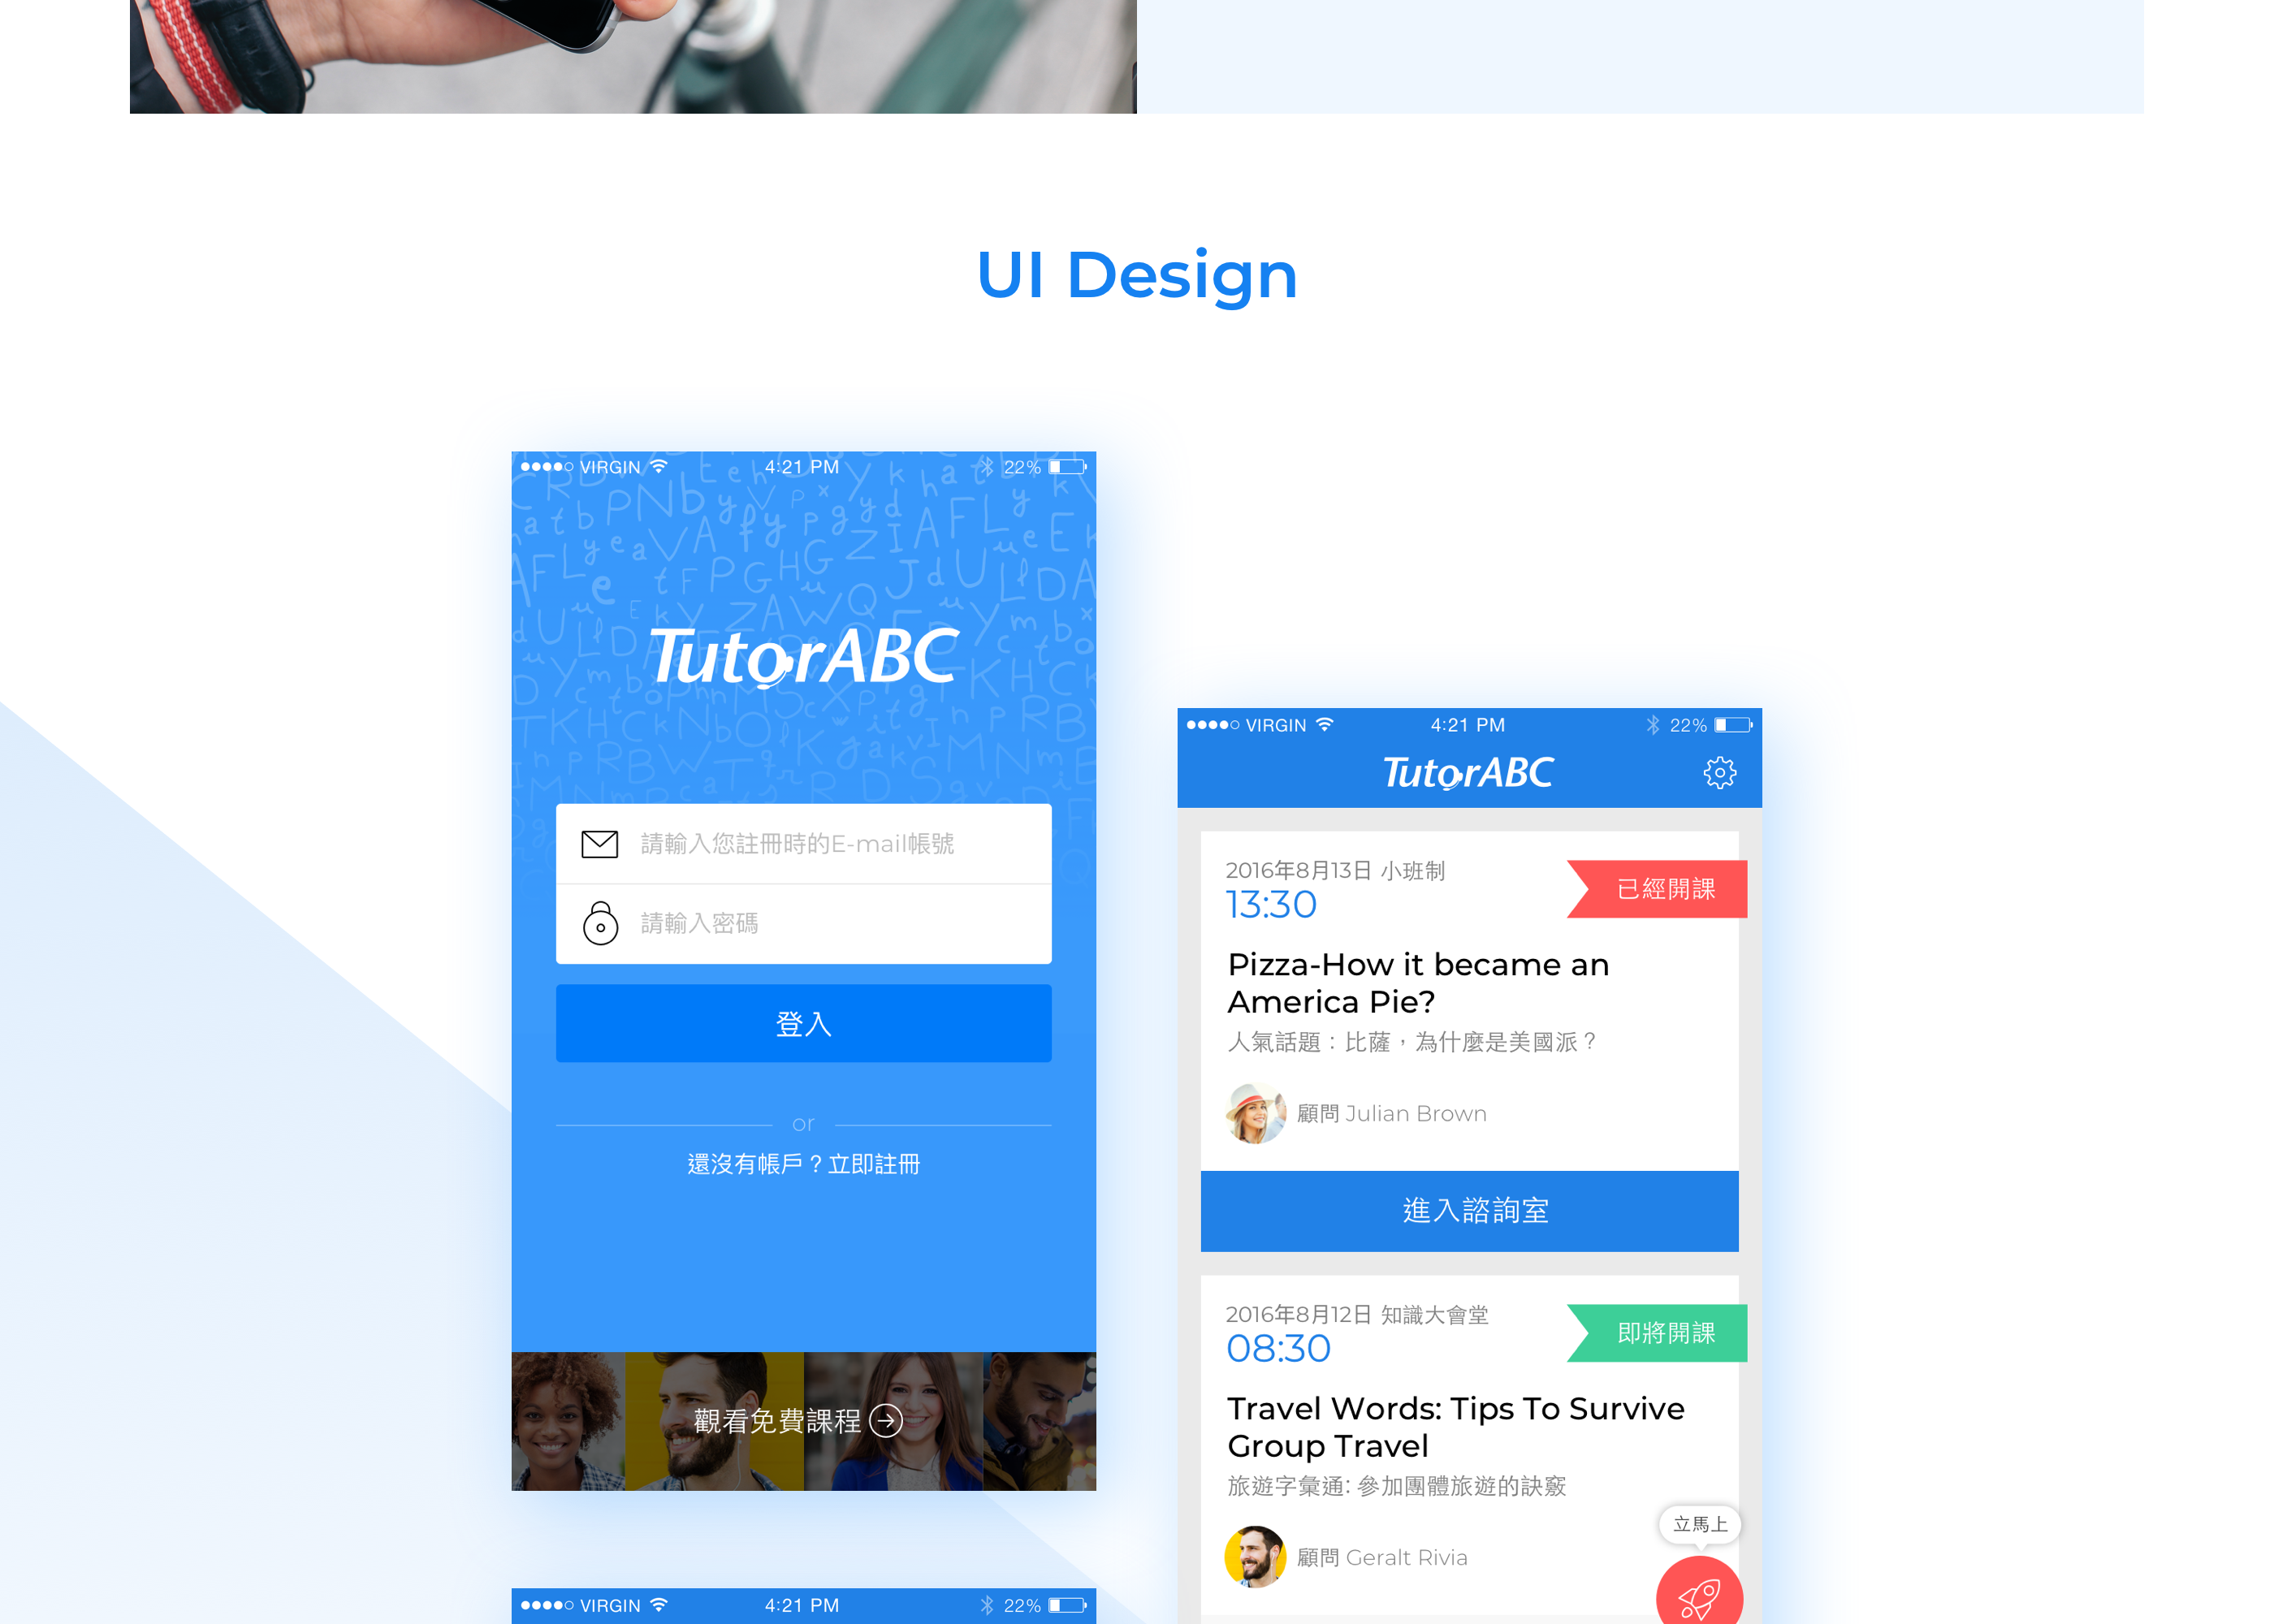 UI Design
VIRGIN 4:21 PM 22%
TutorABC
請輸入您註冊時的E-mail帳號
請輸入密碼
登入
or
還沒有帳戶？立即註冊
觀看免費課程
VIRGIN 4:21 PM 22%
TutorABC
2016年8月13日 小班制
13:30
已經開課
Pizza-How it became an
America Pie?
人氣話題：比薩，為什麼是美國派？
顧問 Julian Brown
進入諮詢室
2016年8月12日 知識大會堂
08:30
即將開課
Travel Words: Tips To Survive
Group Travel
旅遊字彙通: 參加團體旅遊的訣竅
立馬上
顧問 Geralt Rivia
VIRGIN 4:21 PM 22%